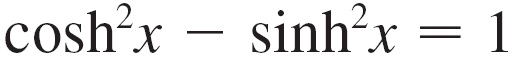 cosh²x − sinh²x = 1